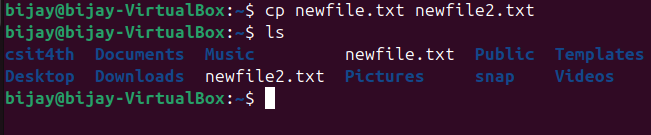 bijay@bijay-VirtualBox:~$ cp newfile.txt newfile2.txt
bijay@bijay-VirtualBox:~$ ls
csit4th  Documents  Music         newfile.txt  Public  Templates
Desktop  Downloads  newfile2.txt  Pictures     snap    Videos
bijay@bijay-VirtualBox:~$